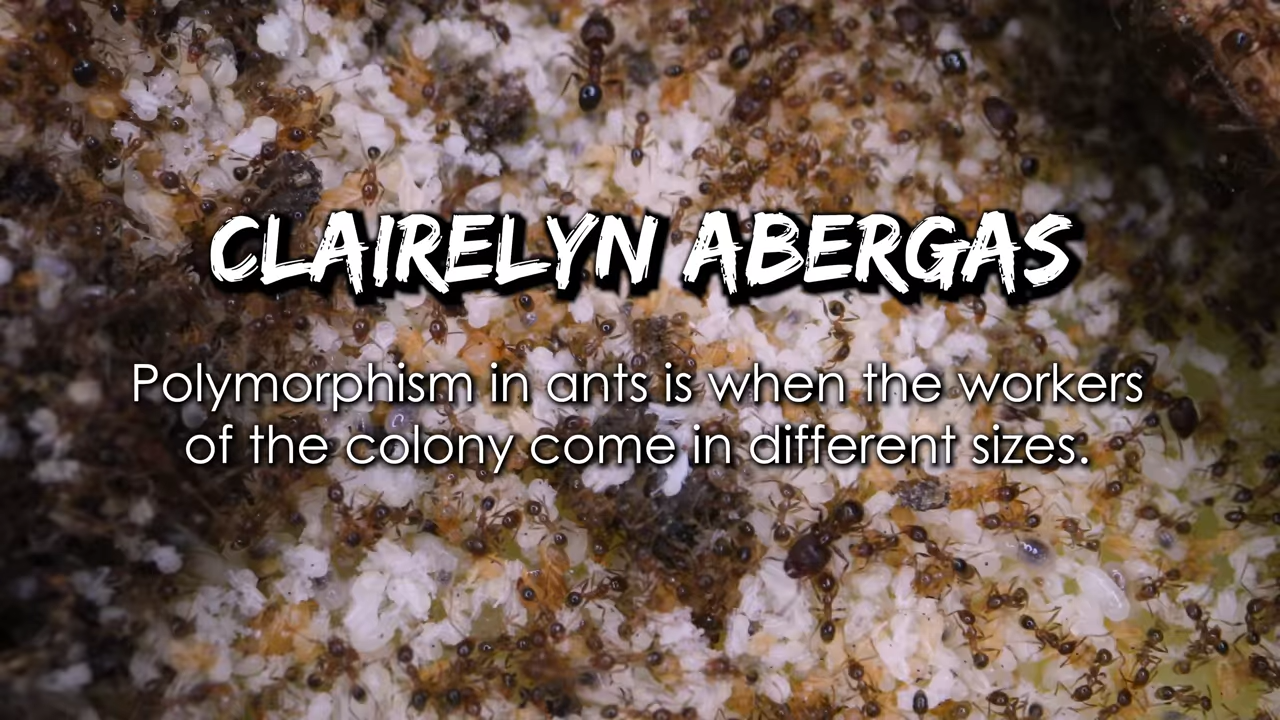 CLAIRELYN ABERGAS
Polymorphism in ants is when the workers
of the colony come in different sizes.